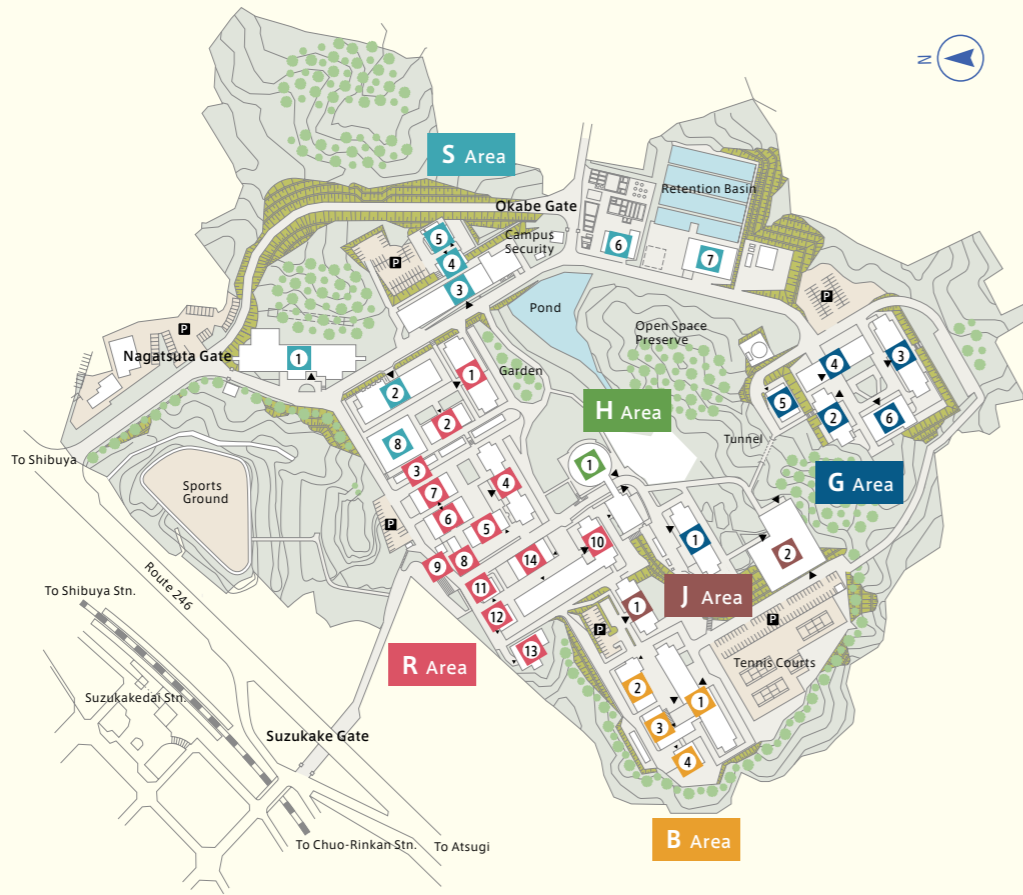 N
S Area
Okabe Gate
Campus
Security
Retention Basin
5
4
3
6
7
P
P
P
Pond
Open Space
Preserve
Nagatsuta Gate
1
2
8
Garden
1
2
3
7
6
4
5
9
8
11
12
13
14
10
H Area
1
Tunnel
4
3
5
2
6
G Area
1
To Shibuya
Sports
Ground
P
Route 246
To Shibuya Stn.
Suzukakedai Stn.
R Area
J Area
2
1
P
P
Tennis Courts
2
1
3
4
Suzukake Gate
To Chuo-Rinkan Stn.
To Atsugi
B Area